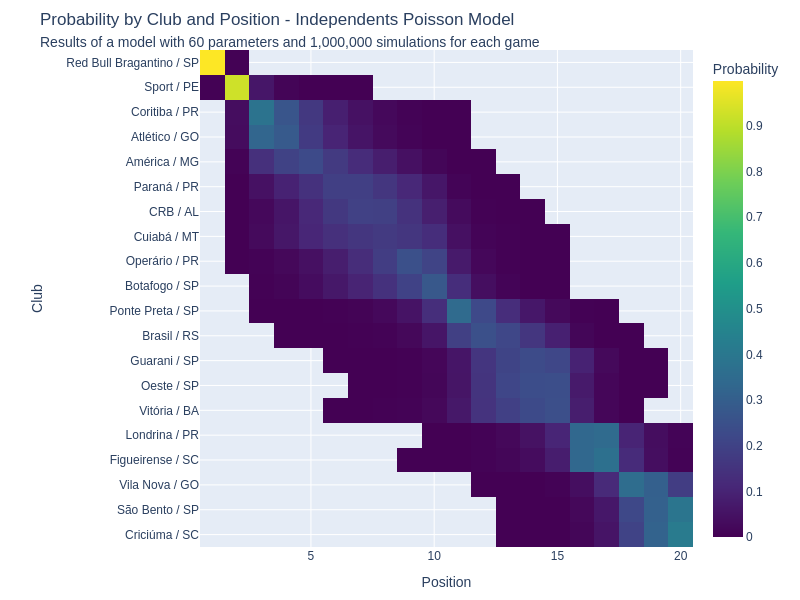 Probability by Club and Position - Independents Poisson Model
Results of a model with 60 parameters and 1,000,000 simulations for each game
Probability
Red Bull Bragantino / SP
Sport / PE
Coritiba / PR
Atlético / GO
América / MG
Paraná / PR
CRB / AL
Cuiabá / MT
Operário / PR
Botafogo / SP
Ponte Preta / SP
Brasil / RS
Guarani / SP
Oeste / SP
Vitória / BA
Londrina / PR
Figueirense / SC
Vila Nova / GO
São Bento / SP
Criciúma / SC
Club
5
10
15
20
Position
0.9
0.8
0.7
0.6
0.5
0.4
0.3
0.2
0.1
0